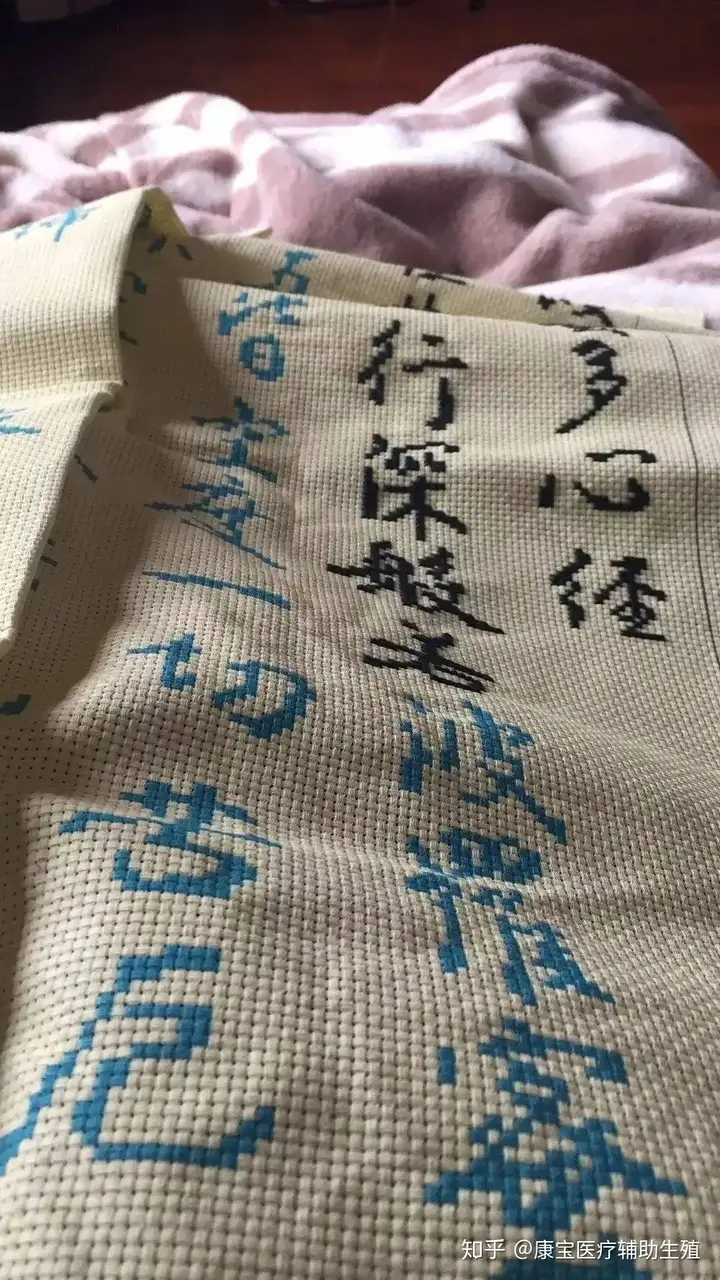 多心经
行深般若波罗蜜
皆空度一切苦厄
知乎 @康宝医疗辅助生殖